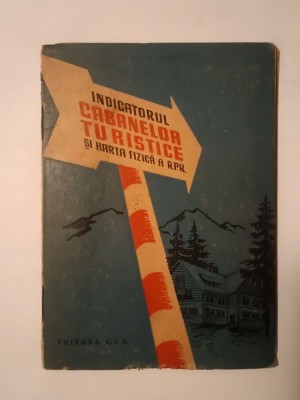 INDICATORUL
CABANELOR
TURISTICE
ȘI HARTA FIZICĂ A R.P.R.
EDITURA C.C.S.